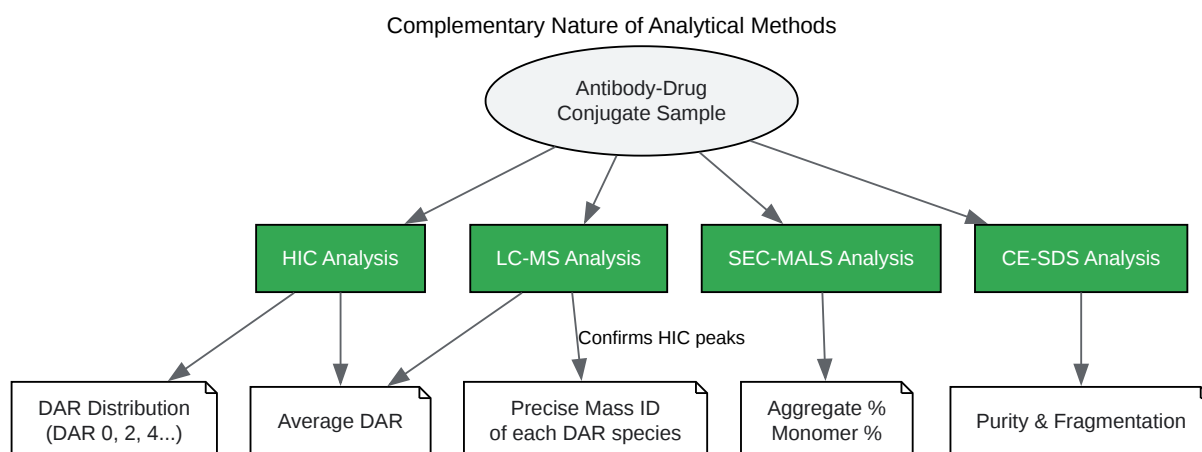 Complementary Nature of Analytical Methods
Antibody-Drug
Conjugate Sample
HIC Analysis
LC-MS Analysis
SEC-MALS Analysis
CE-SDS Analysis
Confirms HIC peaks
DAR Distribution
(DAR 0, 2, 4...)
Average DAR
Precise Mass ID
of each DAR species
Aggregate %
Monomer %
Purity & Fragmentation